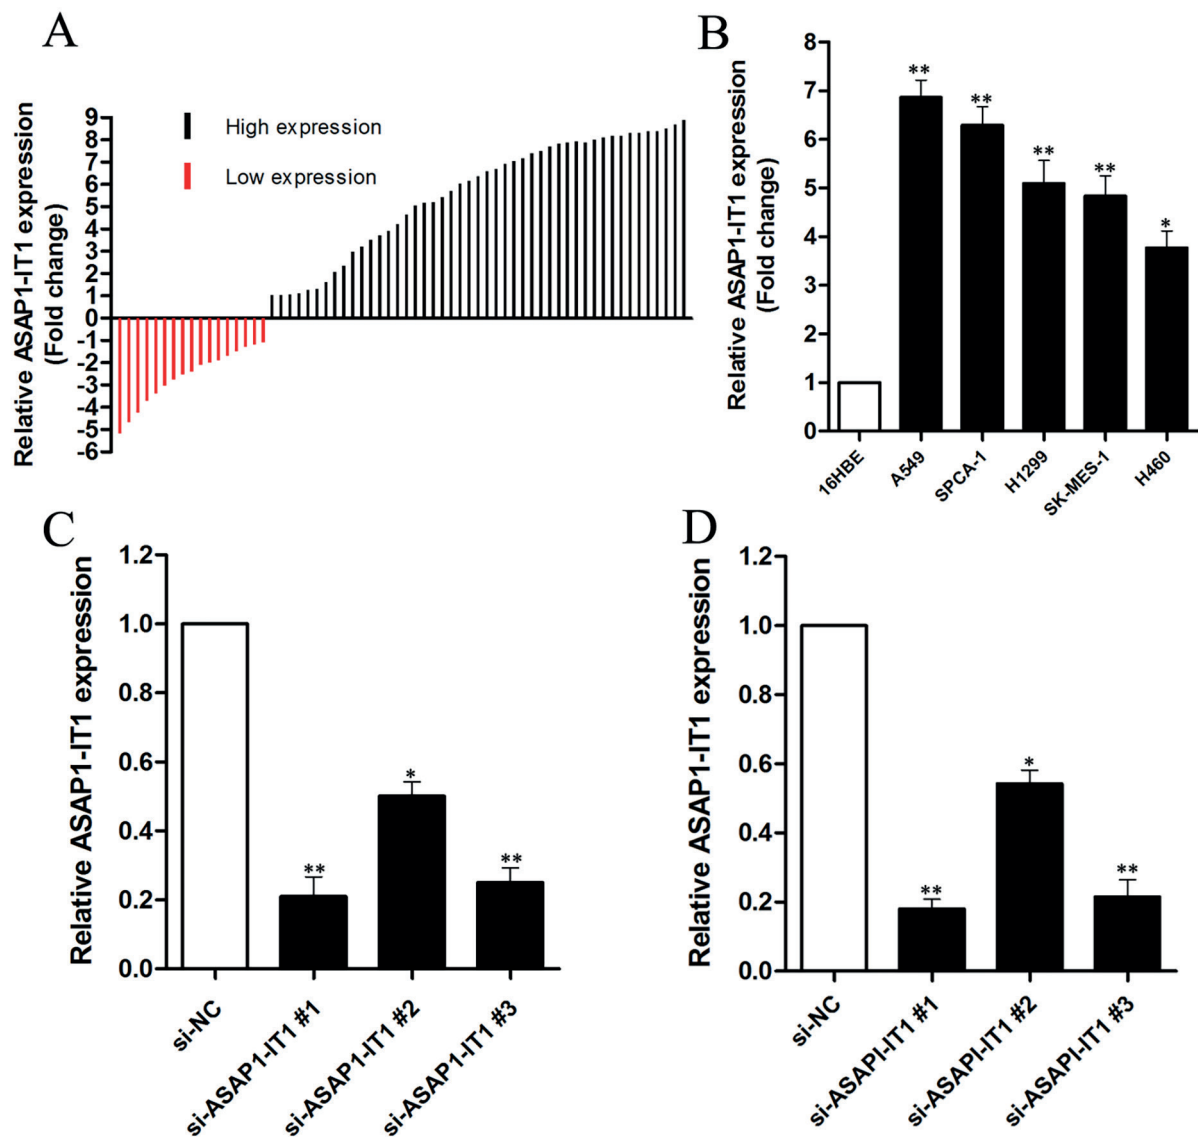 A
Relative ASAP1-IT1 expression
(Fold change)
9
8
7
6
5
4
3
2
1
0
-1
-2
-3
-4
-5
-6
High expression
Low expression
B
Relative ASAP1-IT1 expression
(Fold change)
8
7
6
5
4
3
2
1
0
**
**
**
**
*
16HBE
A549
SPCA-1
H1299
SK-MES-1
H460
C
Relative ASAP1-IT1 expression
1.2
1.0
0.8
0.6
0.4
0.2
0.0
**
*
**
si-NC
si-ASAP1-IT1 #1
si-ASAP1-IT1 #2
si-ASAP1-IT1 #3
D
Relative ASAP1-IT1 expression
1.2
1.0
0.8
0.6
0.4
0.2
0.0
**
*
**
si-NC
si-ASAPI-IT1 #1
si-ASAPI-IT1 #2
si-ASAPI-IT1 #3